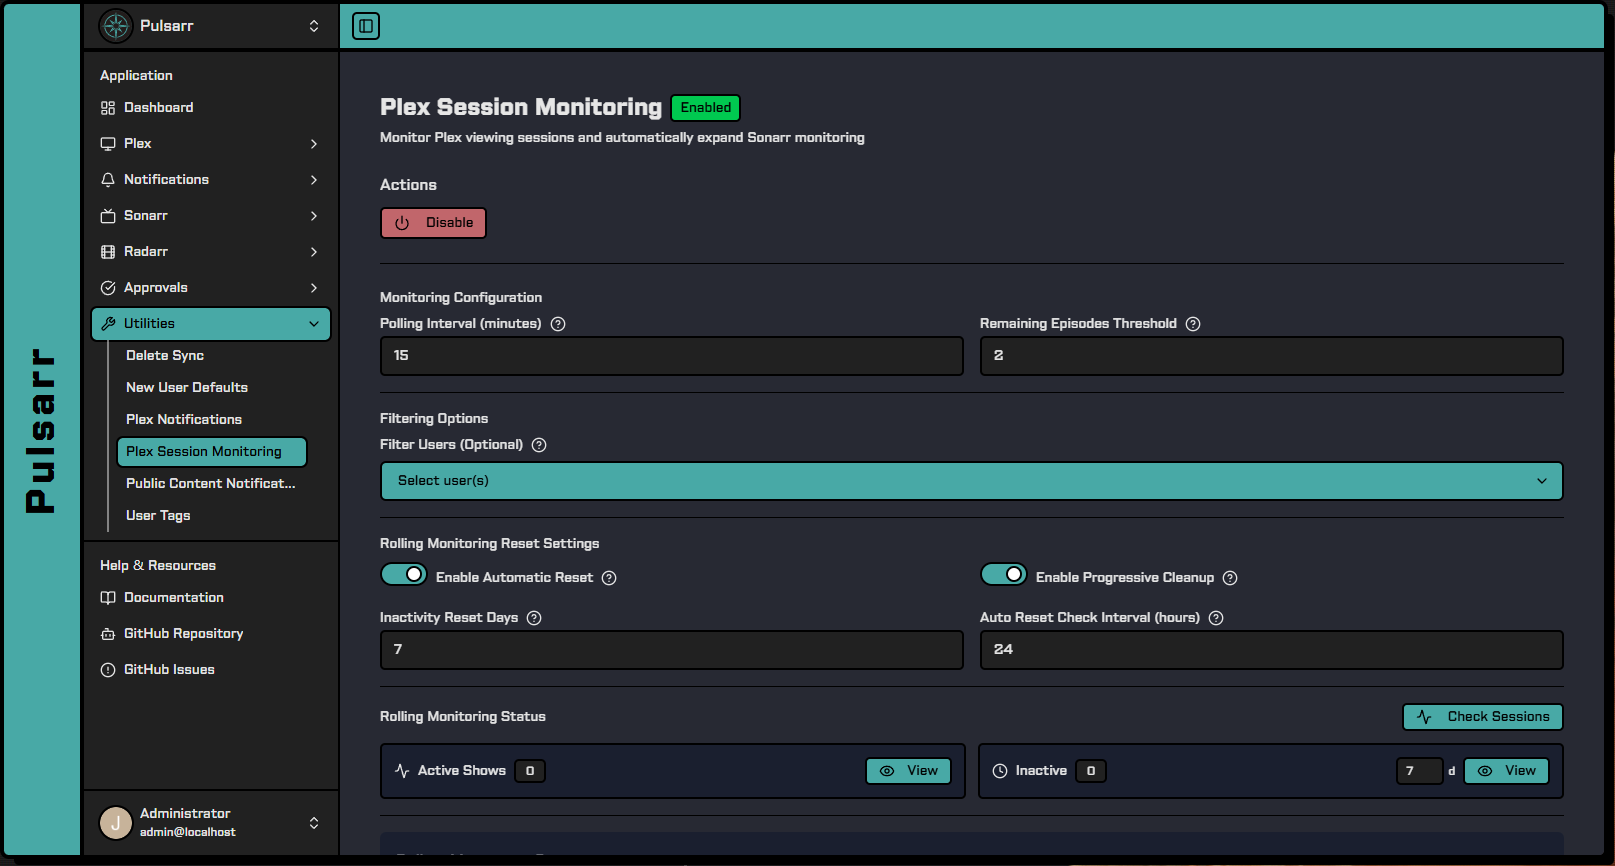 Pulsarr
Pulsarr
Application
Dashboard
Plex
Notifications
Sonarr
Radarr
Approvals
Utilities
Delete Sync
New User Defaults
Plex Notifications
Plex Session Monitoring
Public Content Notificat...
User Tags
Help & Resources
Documentation
GitHub Repository
GitHub Issues
J
Administrator
admin@localhost
Plex Session Monitoring Enabled
Monitor Plex viewing sessions and automatically expand Sonarr monitoring
Actions
Disable
Monitoring Configuration
Polling Interval (minutes)
15
Remaining Episodes Threshold
2
Filtering Options
Filter Users (Optional)
Select user(s)
Rolling Monitoring Reset Settings
Enable Automatic Reset
Enable Progressive Cleanup
Inactivity Reset Days
7
Auto Reset Check Interval (hours)
24
Rolling Monitoring Status
Check Sessions
Active Shows 0 View
Inactive 0 7 d View